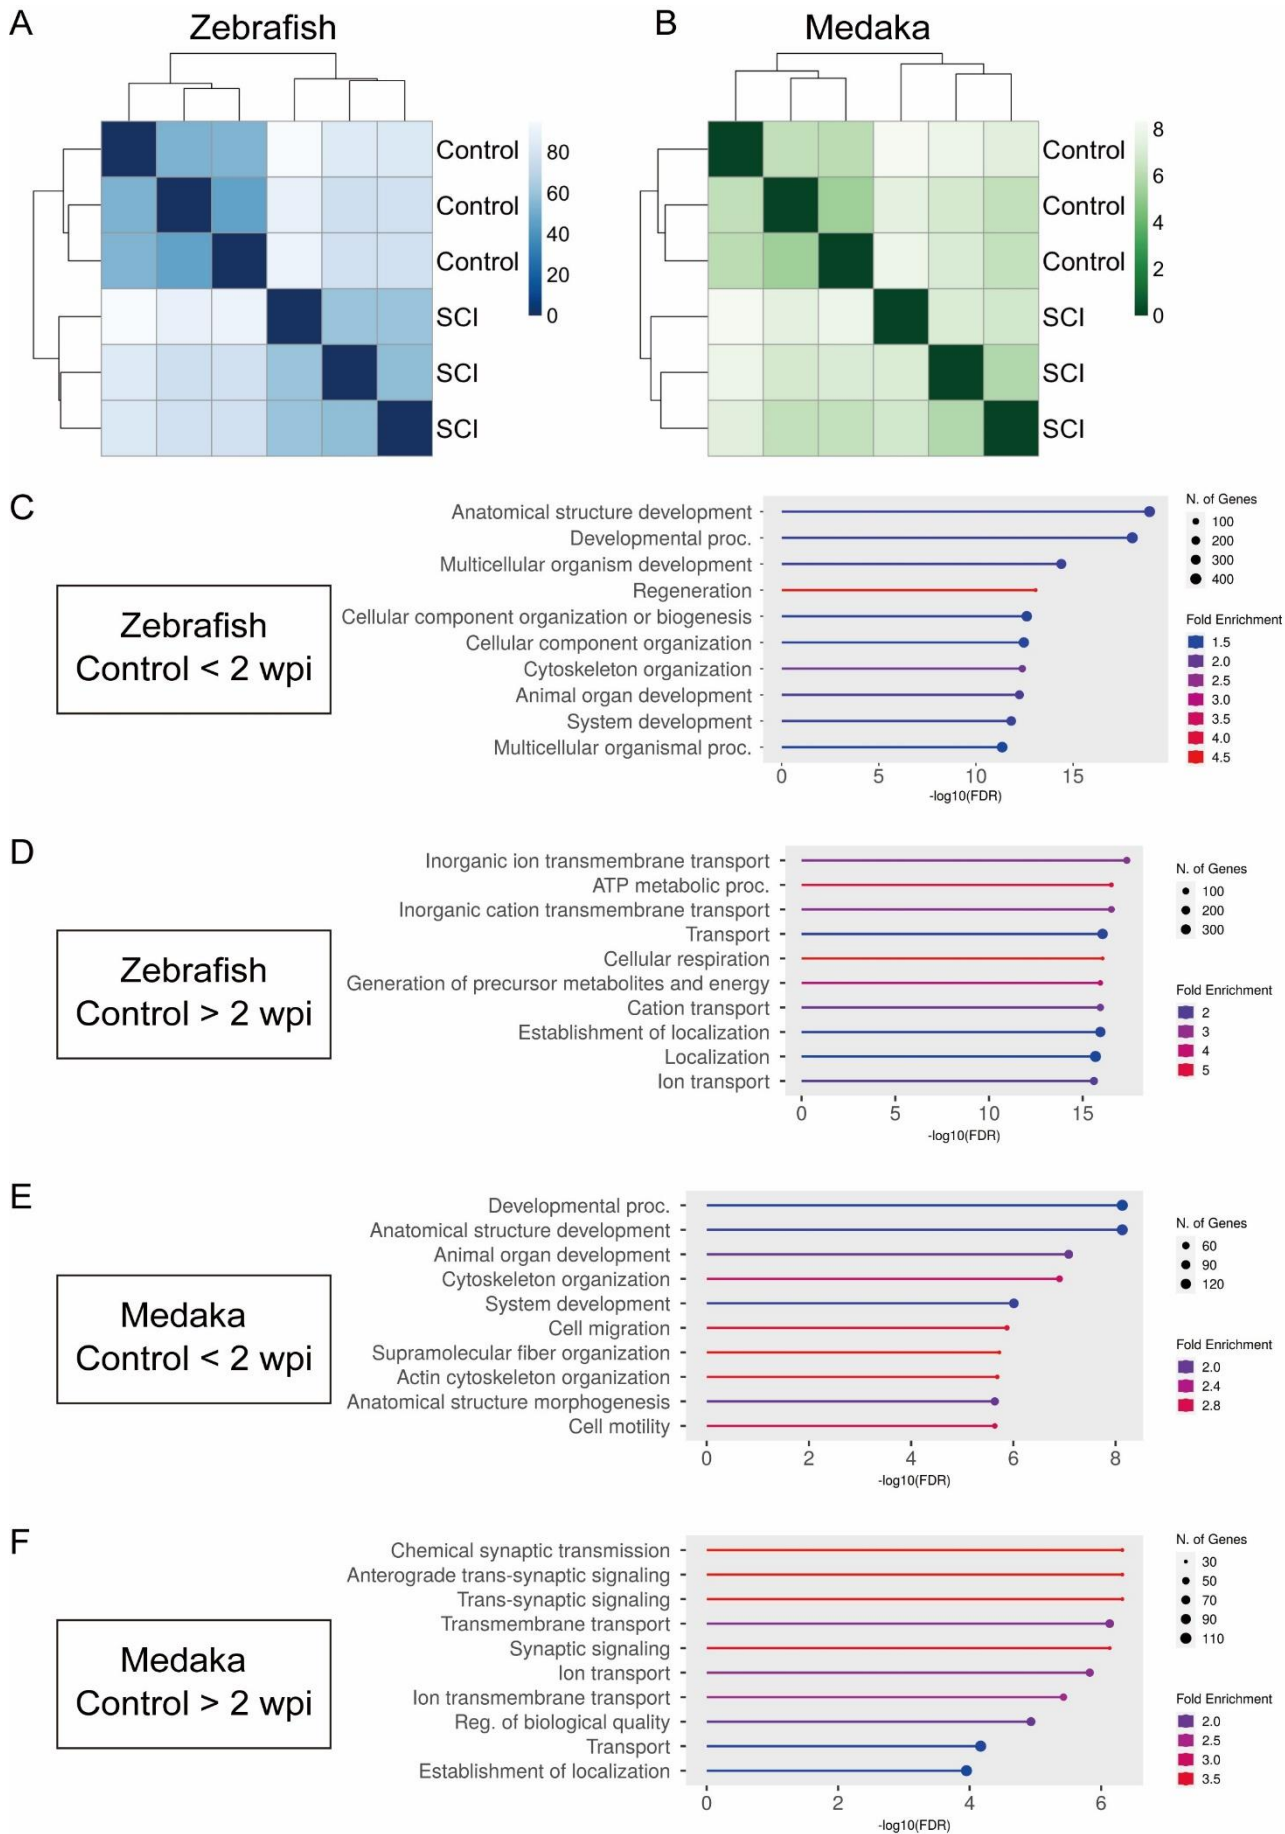 A
Zebrafish
Control
Control
Control
SCI
SCI
SCI
80
60
40
20
0
B
Medaka
Control
Control
Control
SCI
SCI
SCI
8
6
4
2
0
C
Zebrafish
Control < 2 wpi
Anatomical structure development
Developmental proc.
Multicellular organism development
Regeneration
Cellular component organization or biogenesis
Cellular component organization
Cytoskeleton organization
Animal organ development
System development
Multicellular organismal proc.
0 5 10 15
-log10(FDR)
N. of Genes
100
200
300
400
Fold Enrichment
1.5
2.0
2.5
3.0
3.5
4.0
4.5
D
Zebrafish
Control > 2 wpi
Inorganic ion transmembrane transport
ATP metabolic proc.
Inorganic cation transmembrane transport
Transport
Cellular respiration
Generation of precursor metabolites and energy
Cation transport
Establishment of localization
Localization
Ion transport
0 5 10 15
-log10(FDR)
N. of Genes
100
200
300
Fold Enrichment
2
3
4
5
E
Medaka
Control < 2 wpi
Developmental proc.
Anatomical structure development
Animal organ development
Cytoskeleton organization
System development
Cell migration
Supramolecular fiber organization
Actin cytoskeleton organization
Anatomical structure morphogenesis
Cell motility
0 2 4 6 8
-log10(FDR)
N. of Genes
60
90
120
Fold Enrichment
2.0
2.4
2.8
F
Medaka
Control > 2 wpi
Chemical synaptic transmission
Anterograde trans-synaptic signaling
Trans-synaptic signaling
Transmembrane transport
Synaptic signaling
Ion transport
Ion transmembrane transport
Reg. of biological quality
Transport
Establishment of localization
0 2 4 6
-log10(FDR)
N. of Genes
30
50
70
90
110
Fold Enrichment
2.0
2.5
3.0
3.5